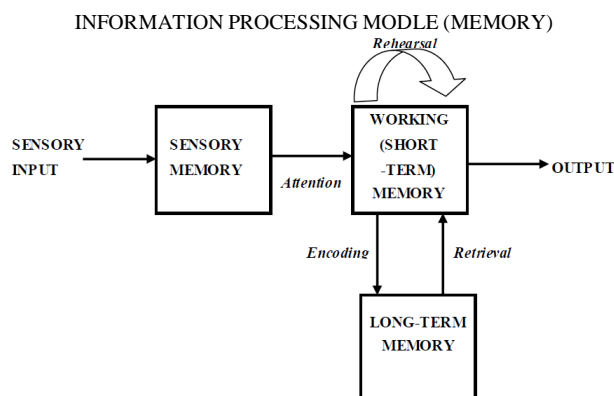 INFORMATION PROCESSING MODLE (MEMORY)
Rehearsal
SENSORY
INPUT
SENSORY
MEMORY
Attention
WORKING
(SHORT
-TERM)
MEMORY
OUTPUT
Encoding
Retrieval
LONG-TERM
MEMORY